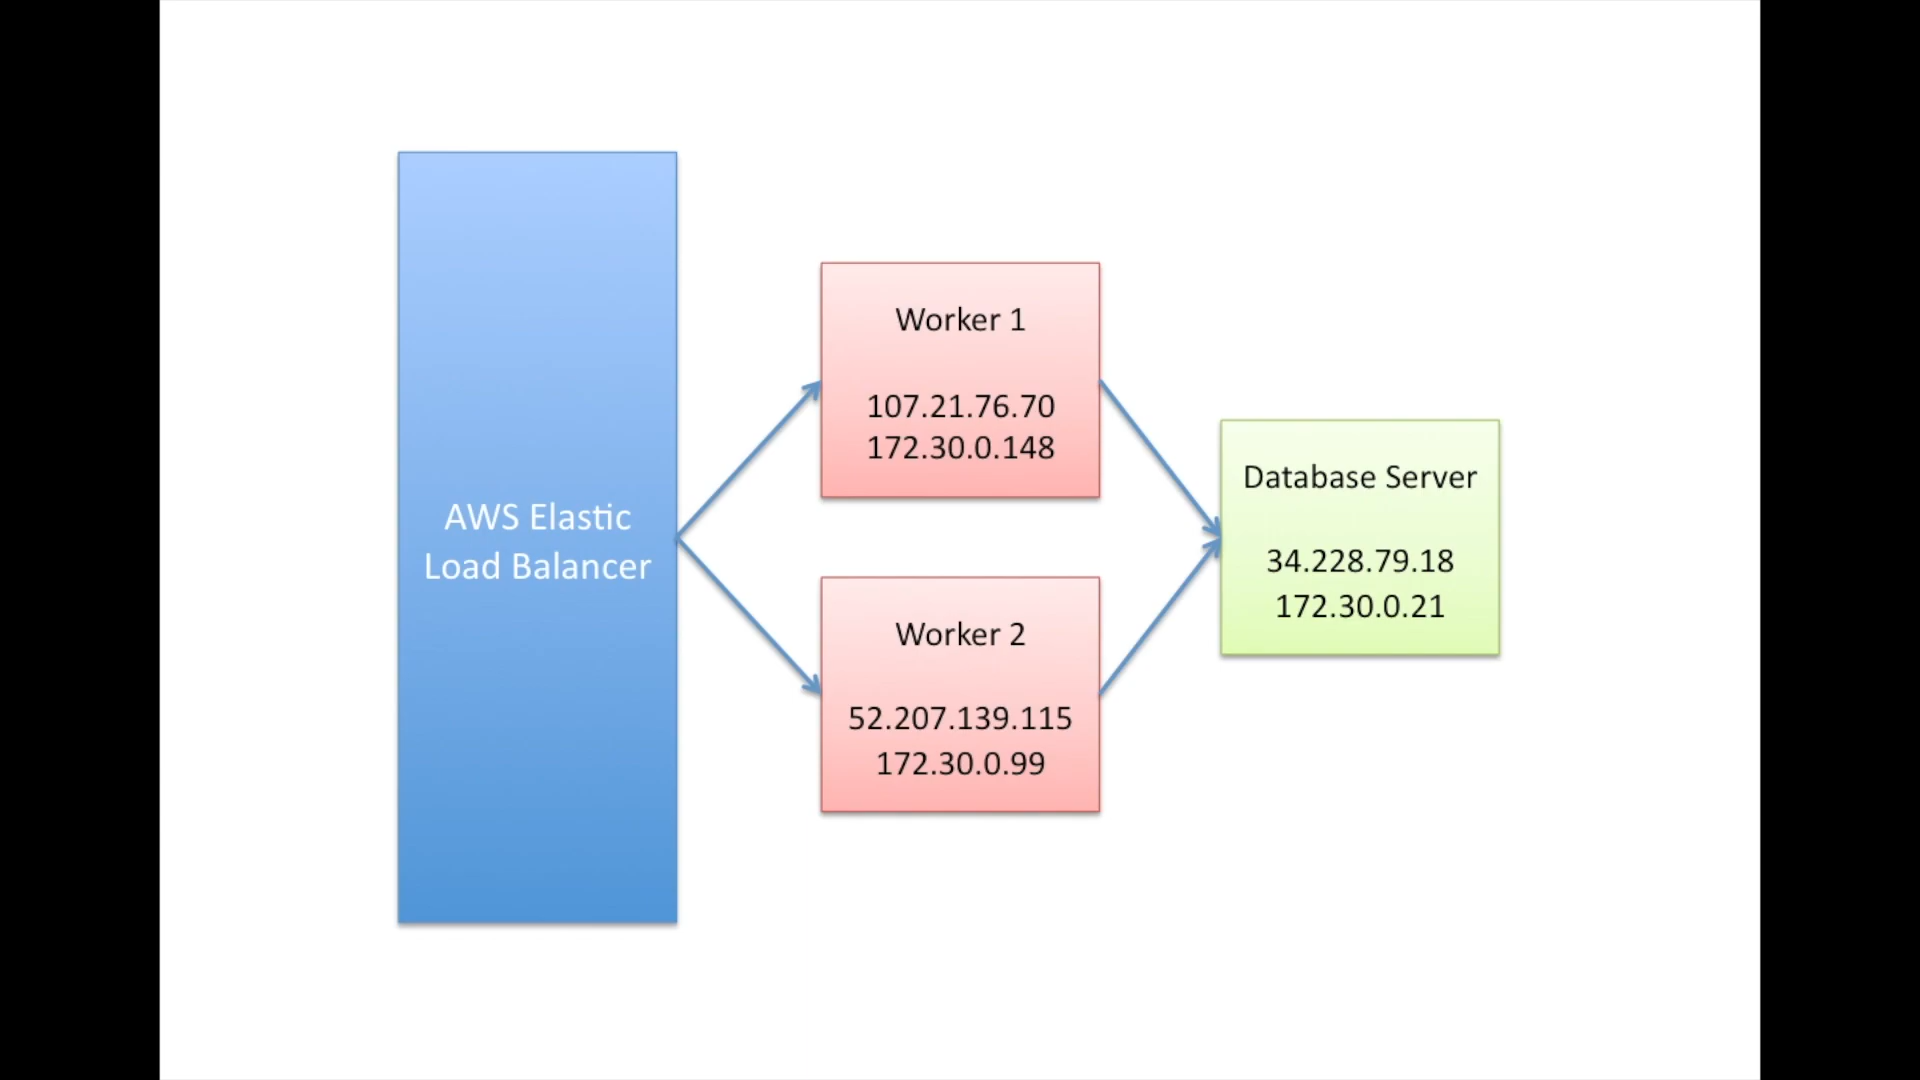 AWS Elastic
Load Balancer
Worker 1
107.21.76.70
172.30.0.148
Worker 2
52.207.139.115
172.30.0.99
Database Server
34.228.79.18
172.30.0.21